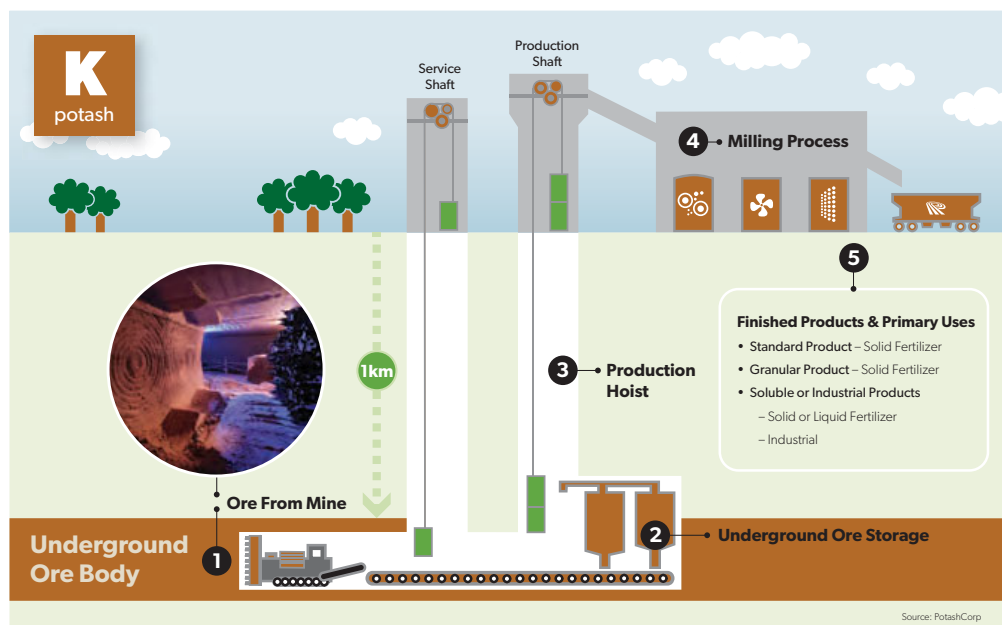 K
potash
Service
Shaft
Production
Shaft
4
Milling Process
5
Finished Products & Primary Uses
• Standard Product – Solid Fertilizer
• Granular Product – Solid Fertilizer
• Soluble or Industrial Products
– Solid or Liquid Fertilizer
– Industrial
1km
3
Production
Hoist
Ore From Mine
1
Underground
Ore Body
2
Underground Ore Storage
Source: PotashCorp